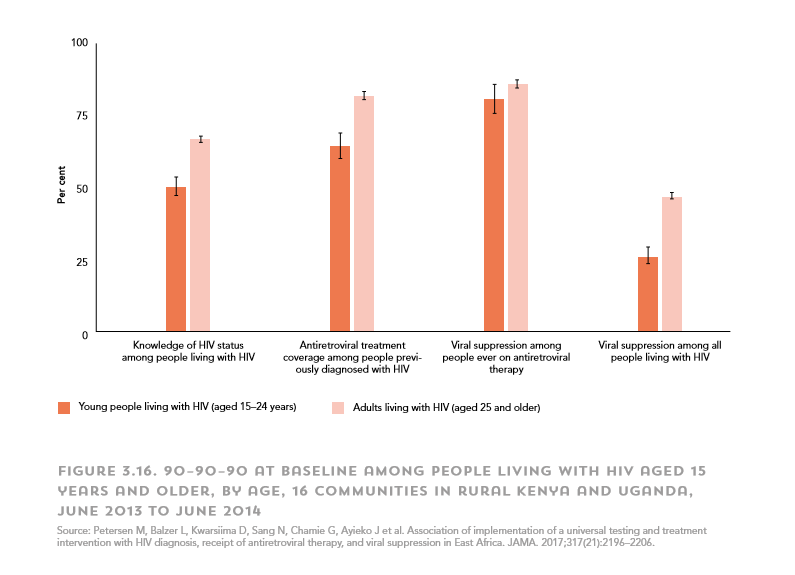 100
75
50
25
0
Per cent
Knowledge of HIV status
among people living with HIV
Antiretroviral treatment
coverage among people previ-
ously diagnosed with HIV
Viral suppression among
people ever on antiretroviral
therapy
Viral suppression among all
people living with HIV
Young people living with HIV (aged 15–24 years)
Adults living with HIV (aged 25 and older)
FIGURE 3.16. 90–90–90 AT BASELINE AMONG PEOPLE LIVING WITH HIV AGED 15
YEARS AND OLDER, BY AGE, 16 COMMUNITIES IN RURAL KENYA AND UGANDA,
JUNE 2013 TO JUNE 2014
Source: Petersen M, Balzer L, Kwarsiima D, Sang N, Chamie G, Ayieko J et al. Association of implementation of a universal testing and treatment
intervention with HIV diagnosis, receipt of antiretroviral therapy, and viral suppression in East Africa. JAMA. 2017;317(21):2196–2206.